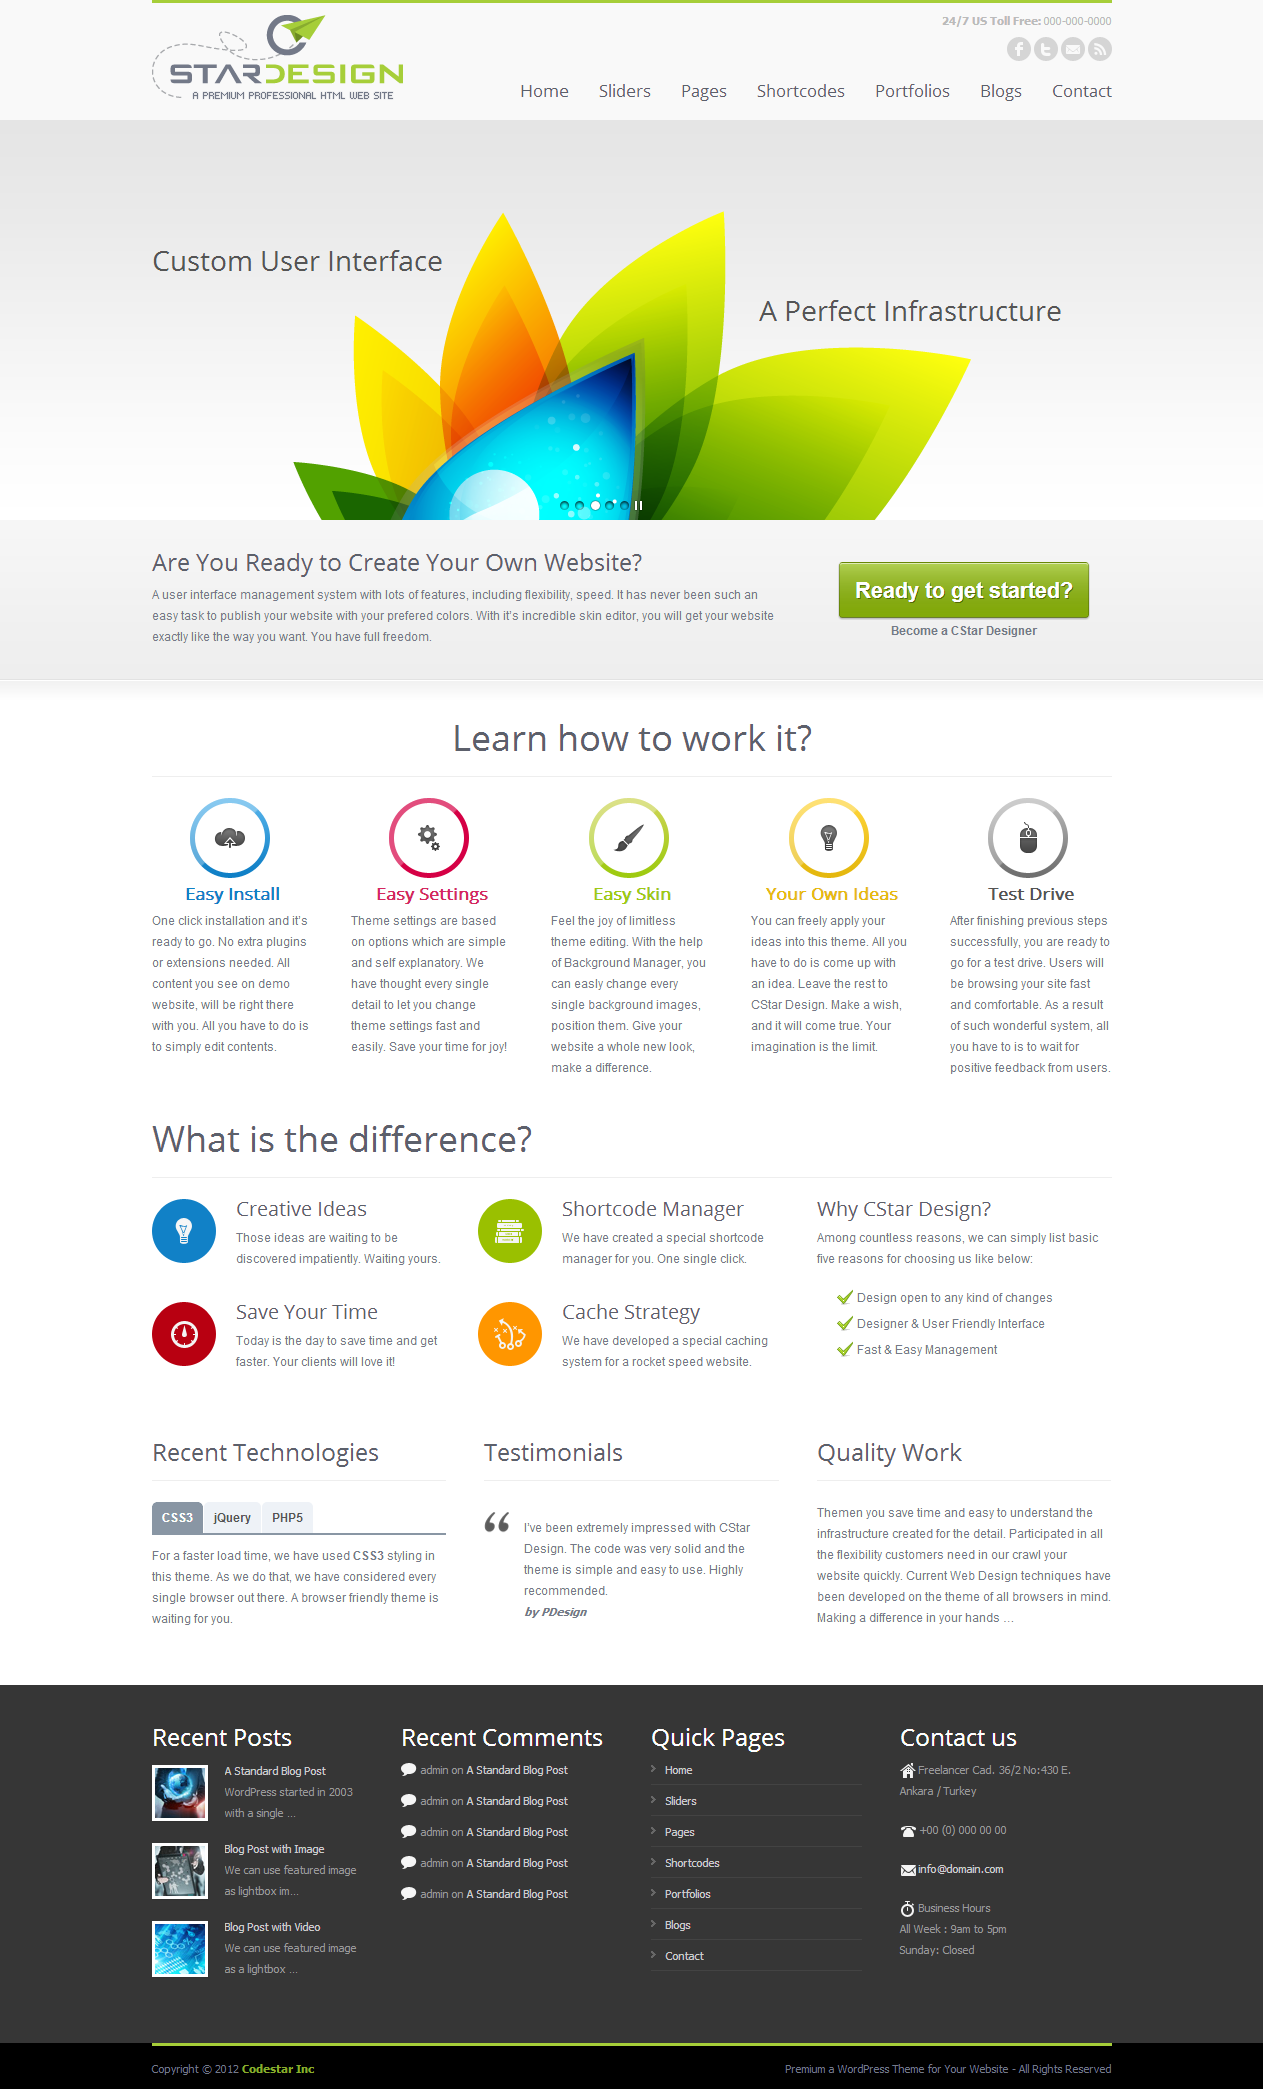 24/7 US Toll Free: 000-000-0000
STARDESIGN
A PREMIUM PROFESSIONAL HTML WEB SITE
Home Sliders Pages Shortcodes Portfolios Blogs Contact
Custom User Interface
A Perfect Infrastructure
Are You Ready to Create Your Own Website?
A user interface management system with lots of features, including flexibility, speed. It has never been such an
easy task to publish your website with your prefered colors. With it's incredible skin editor, you will get your website
exactly like the way you want. You have full freedom.
Ready to get started?
Become a CStar Designer
Learn how to work it?
Easy Install
One click installation and it's
ready to go. No extra plugins
or extensions needed. All
content you see on demo
website, will be right there
with you. All you have to do is
to simply edit contents.
Easy Settings
Theme settings are based
on options which are simple
and self explanatory. We
have thought every single
detail to let you change
theme settings fast and
easily. Save your time for joy!
Easy Skin
Feel the joy of limitless
theme editing. With the help
of Background Manager, you
can easly change every
single background images,
position them. Give your
website a whole new look,
make a difference.
Your Own Ideas
You can freely apply your
ideas into this theme. All you
have to do is come up with
an idea. Leave the rest to
CStar Design. Make a wish,
and it will come true. Your
imagination is the limit.
Test Drive
After finishing previous steps
successfully, you are ready to
go for a test drive. Users will
be browsing your site fast
and comfortable. As a result
of such wonderful system, all
you have to is to wait for
positive feedback from users.
What is the difference?
Creative Ideas
Those ideas are waiting to be
discovered impatiently. Waiting yours.
Shortcode Manager
We have created a special shortcode
manager for you. One single click.
Save Your Time
Today is the day to save time and get
faster. Your clients will love it!
Cache Strategy
We have developed a special caching
system for a rocket speed website.
Why CStar Design?
Among countless reasons, we can simply list basic
five reasons for choosing us like below:
Design open to any kind of changes
Designer & User Friendly Interface
Fast & Easy Management
Recent Technologies
CSS3 jQuery PHP5
For a faster load time, we have used CSS3 styling in
this theme. As we do that, we have considered every
single browser out there. A browser friendly theme is
waiting for you.
Testimonials
I've been extremely impressed with CStar
Design. The code was very solid and the
theme is simple and easy to use. Highly
recommended.
by PDesign
Quality Work
Themen you save time and easy to understand the
infrastructure created for the detail. Participated in all
the flexibility customers need in our crawl your
website quickly. Current Web Design techniques have
been developed on the theme of all browsers in mind.
Making a difference in your hands ...
Recent Posts
A Standard Blog Post
WordPress started in 2003
with a single ...
Blog Post with Image
We can use featured image
as lightbox im...
Blog Post with Video
We can use featured image
as a lightbox ...
Recent Comments
admin on A Standard Blog Post
admin on A Standard Blog Post
admin on A Standard Blog Post
admin on A Standard Blog Post
admin on A Standard Blog Post
Quick Pages
Home
Sliders
Pages
Shortcodes
Portfolios
Blogs
Contact
Contact us
Freelancer Cad. 36/2 No:430 E.
Ankara / Turkey
+00 (0) 000 00 00
info@domain.com
Business Hours
All Week : 9am to 5pm
Sunday: Closed
Copyright © 2012 Codestar Inc
Premium a WordPress Theme for Your Website - All Rights Reserved